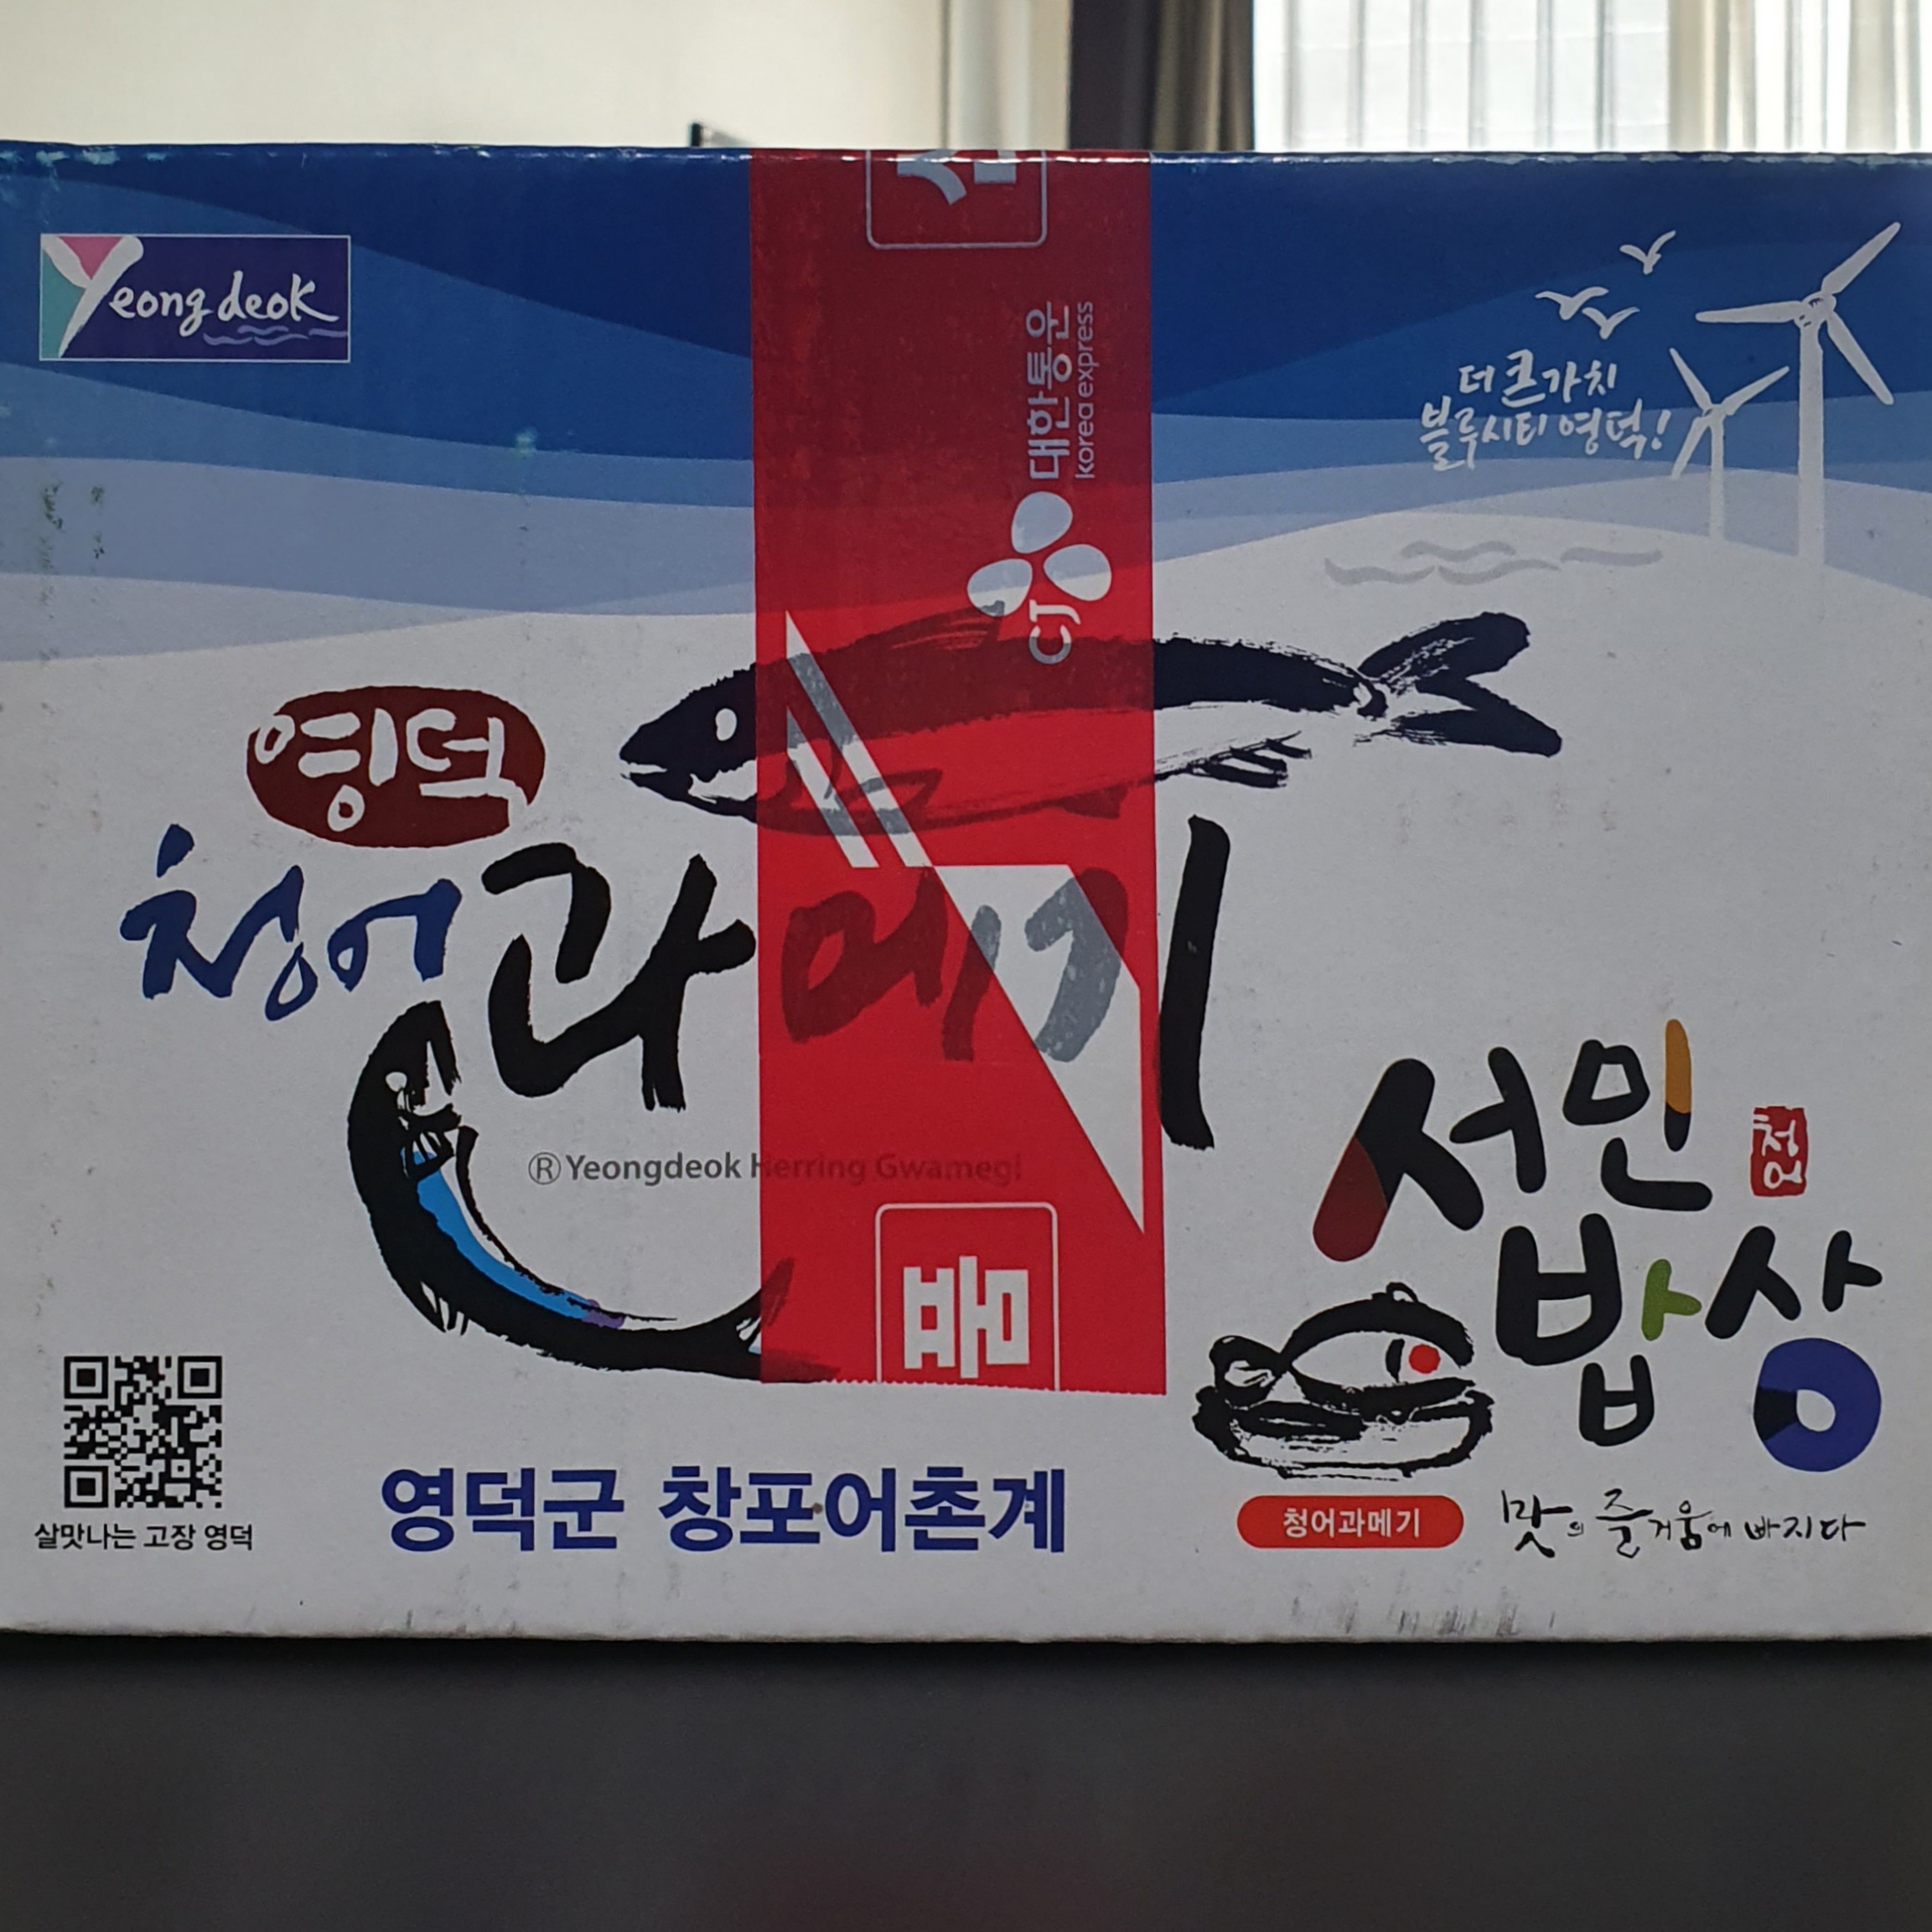 Yeongdeok
대한통운
korea express
CJ
더 큰 가치
블루시티 영덕!
영덕
청어 과메기
® Yeongdeok Herring Gwamegi
품
서민
밥상
청어과메기
맛의 즐거움에 빠지다
살맛나는 고장 영덕
영덕군 창포어촌계